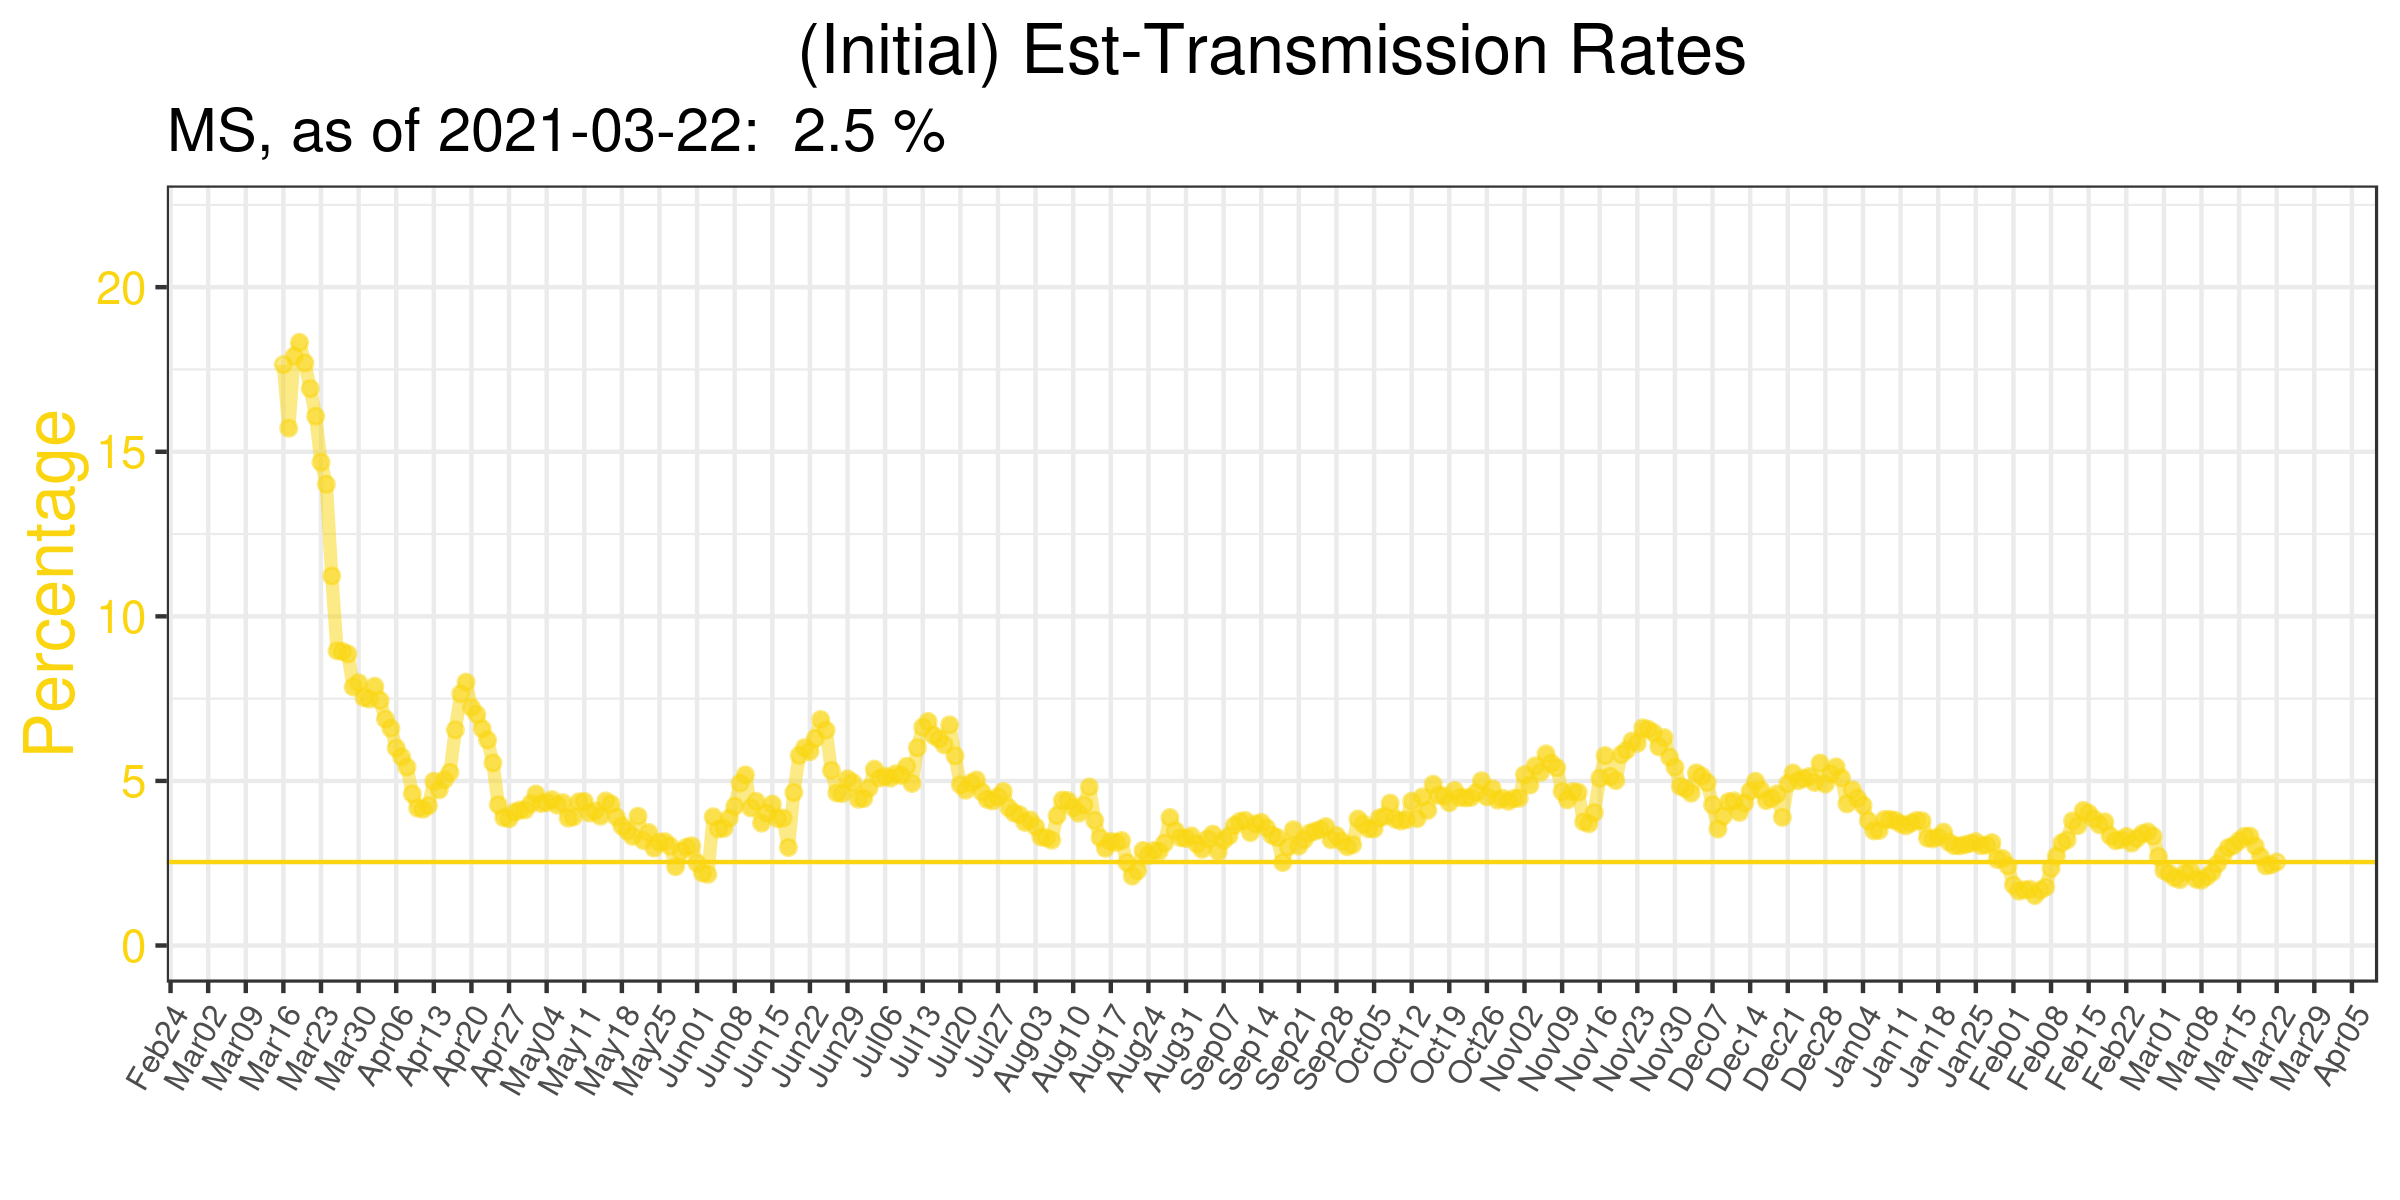 (Initial) Est-Transmission Rates
MS, as of 2021-03-22:  2.5 %
Percentage
20
15
10
5
0
Feb24
Mar02
Mar09
Mar16
Mar23
Mar30
Apr06
Apr13
Apr20
Apr27
May04
May11
May18
May25
Jun01
Jun08
Jun15
Jun22
Jun29
Jul06
Jul13
Jul20
Jul27
Aug03
Aug10
Aug17
Aug24
Aug31
Sep07
Sep14
Sep21
Sep28
Oct05
Oct12
Oct19
Oct26
Nov02
Nov09
Nov16
Nov23
Nov30
Dec07
Dec14
Dec21
Dec28
Jan04
Jan11
Jan18
Jan25
Feb01
Feb08
Feb15
Feb22
Mar01
Mar08
Mar15
Mar22
Mar29
Apr05